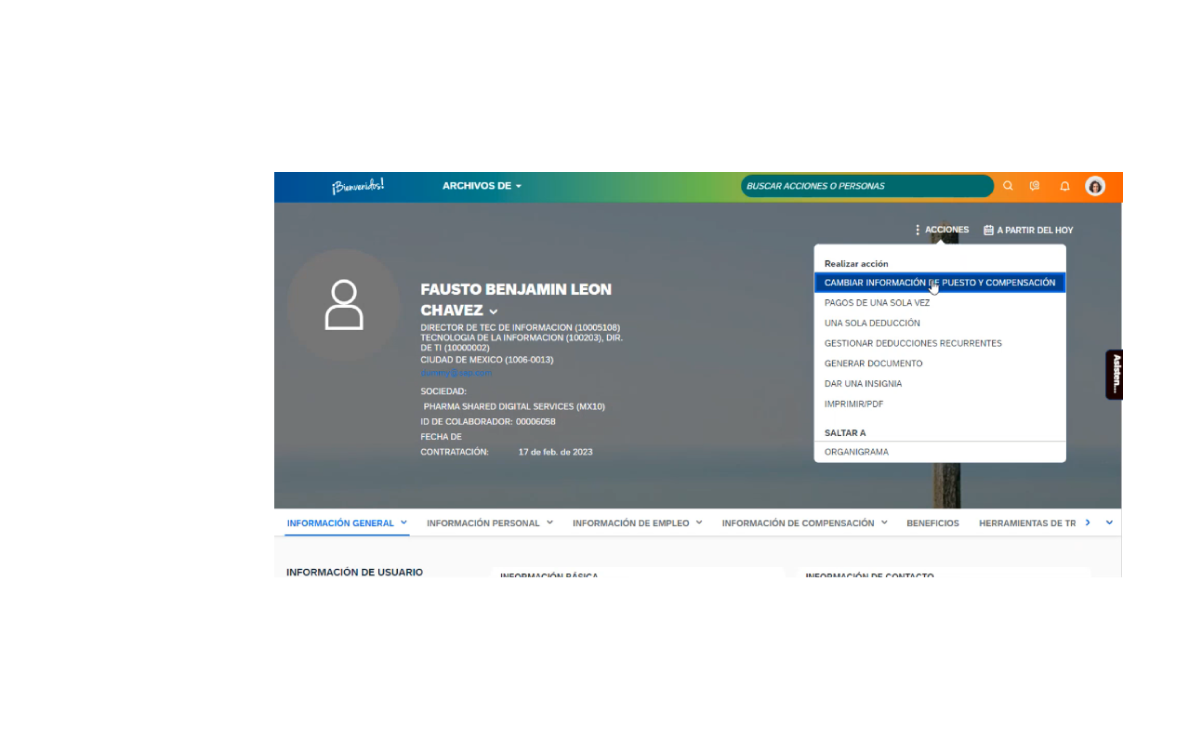 ¡Bienvenidos!
ARCHIVOS DE
BUSCAR ACCIONES O PERSONAS
ACCIONES
A PARTIR DEL HOY
Realizar acción
CAMBIAR INFORMACIÓN DE PUESTO Y COMPENSACIÓN
PAGOS DE UNA SOLA VEZ
UNA SOLA DEDUCCIÓN
GESTIONAR DEDUCCIONES RECURRENTES
GENERAR DOCUMENTO
DAR UNA INSIGNIA
IMPRIMIR/PDF
SALTAR A
ORGANIGRAMA
FAUSTO BENJAMIN LEON
CHAVEZ
DIRECTOR DE TEC DE INFORMACION (10005108)
TECNOLOGIA DE LA INFORMACION (100203), DIR.
DE TI (10000002)
CIUDAD DE MEXICO (1006-0013)
SOCIEDAD:
PHARMA SHARED DIGITAL SERVICES (MX10)
ID DE COLABORADOR: 00006058
FECHA DE
CONTRATACIÓN: 17 de feb. de 2023
Asisten...
INFORMACIÓN GENERAL
INFORMACIÓN PERSONAL
INFORMACIÓN DE EMPLEO
INFORMACIÓN DE COMPENSACIÓN
BENEFICIOS
HERRAMIENTAS DE TR
INFORMACIÓN DE USUARIO
INFORMACIÓN BÁSICA
INFORMACIÓN DE CONTACTO